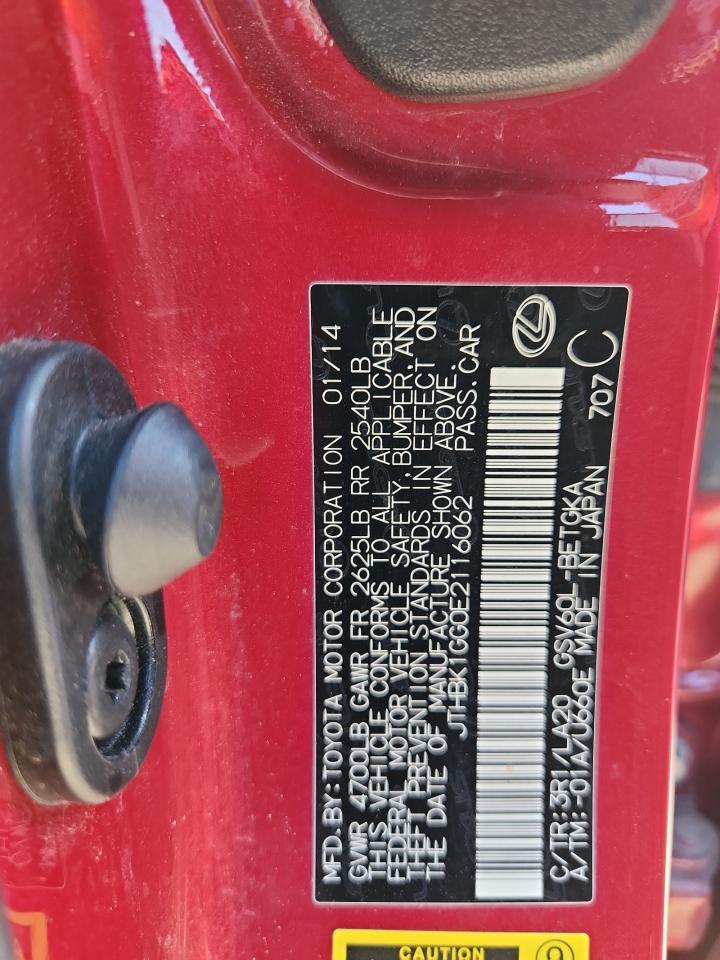 MFD.BY:TOYOTA MOTOR CORPORATION 01/14
GVWR 4700LB GAWR FR 2625LB RR 2540LB
THIS VEHICLE CONFORMS TO ALL APPLICABLE
FEDERAL MOTOR VEHICLE SAFETY,BUMPER,AND
THEFT PREVENTION STANDARDS IN EFFECT ON
THE DATE OF MANUFACTURE SHOWN ABOVE.
JTHBK1GG0E2116062 PASS.CAR
C/TR:3R1/LA20 GSV60L-BETGKA
A/TM:-01A/U660E MADE IN JAPAN 707 C
CAUTION